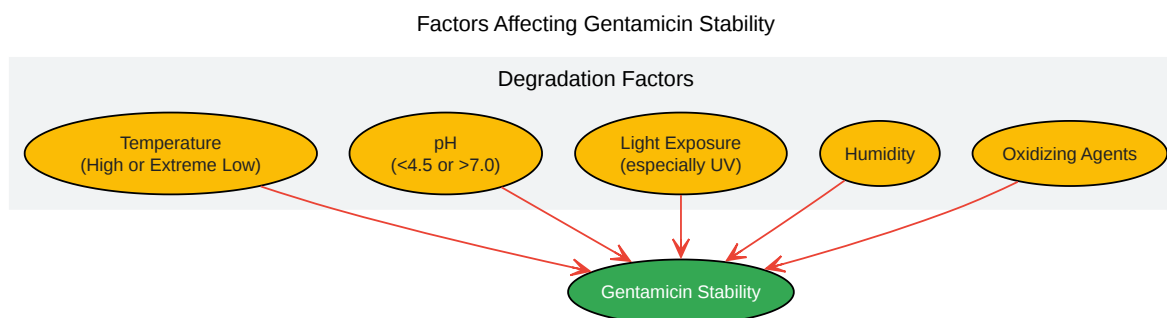 Factors Affecting Gentamicin Stability
Degradation Factors
Temperature
(High or Extreme Low)
pH
(<4.5 or >7.0)
Light Exposure
(especially UV)
Humidity
Oxidizing Agents
Gentamicin Stability